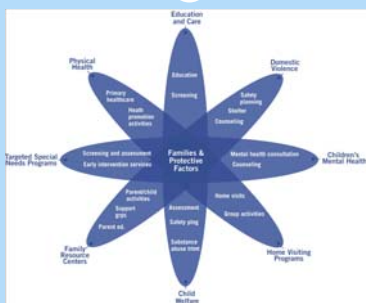 Education
and Care
Physical
Health
Domestic
Violence
Education
Screening
Primary
healthcare
Heath
promotion
activities
Safety
planning
Shelter
Counseling
Targeted Special
Needs Programs
Screening and assessment
Early intervention services
Families &
Protective
Factors
Mental health consultation
Counseling
Children's
Mental Health
Parent/child
activities
Support
grps
Parent ed.
Assessment
Safety plng
Substance
abuse trtmt
Home visits
Group activities
Family
Resource
Centers
Home Visiting
Programs
Child
Welfare